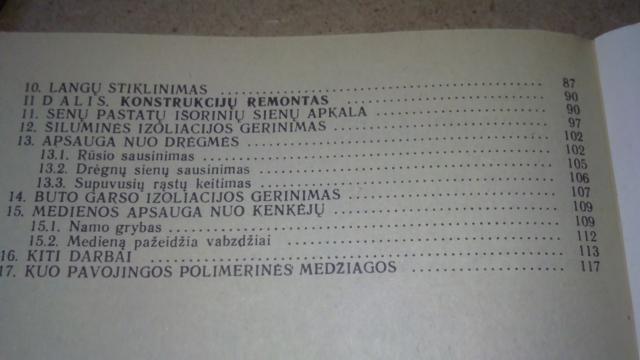 10. LANGŲ STIKLINIMAS 87
II DALIS. KONSTRUKCIJŲ REMONTAS 90
11. SENŲ PASTATŲ IŠORINIŲ SIENŲ APKALA 90
12. ŠILUMINĖS IZOLIACIJOS GERINIMAS 97
13. APSAUGA NUO DRĖGMĖS 102
13.1. Rūsio sausinimas 102
13.2. Drėgnų sienų sausinimas 105
13.3. Supuvusių rąstų keitimas 106
14. BUTO GARSO IZOLIACIJOS GERINIMAS 107
15. MEDIENOS APSAUGA NUO KENKĖJŲ 109
15.1. Namo grybas 109
15.2. Medieną pažeidžia vabzdžiai 112
16. KITI DARBAI 113
17. KUO PAVOJINGOS POLIMERINĖS MEDŽIAGOS 117